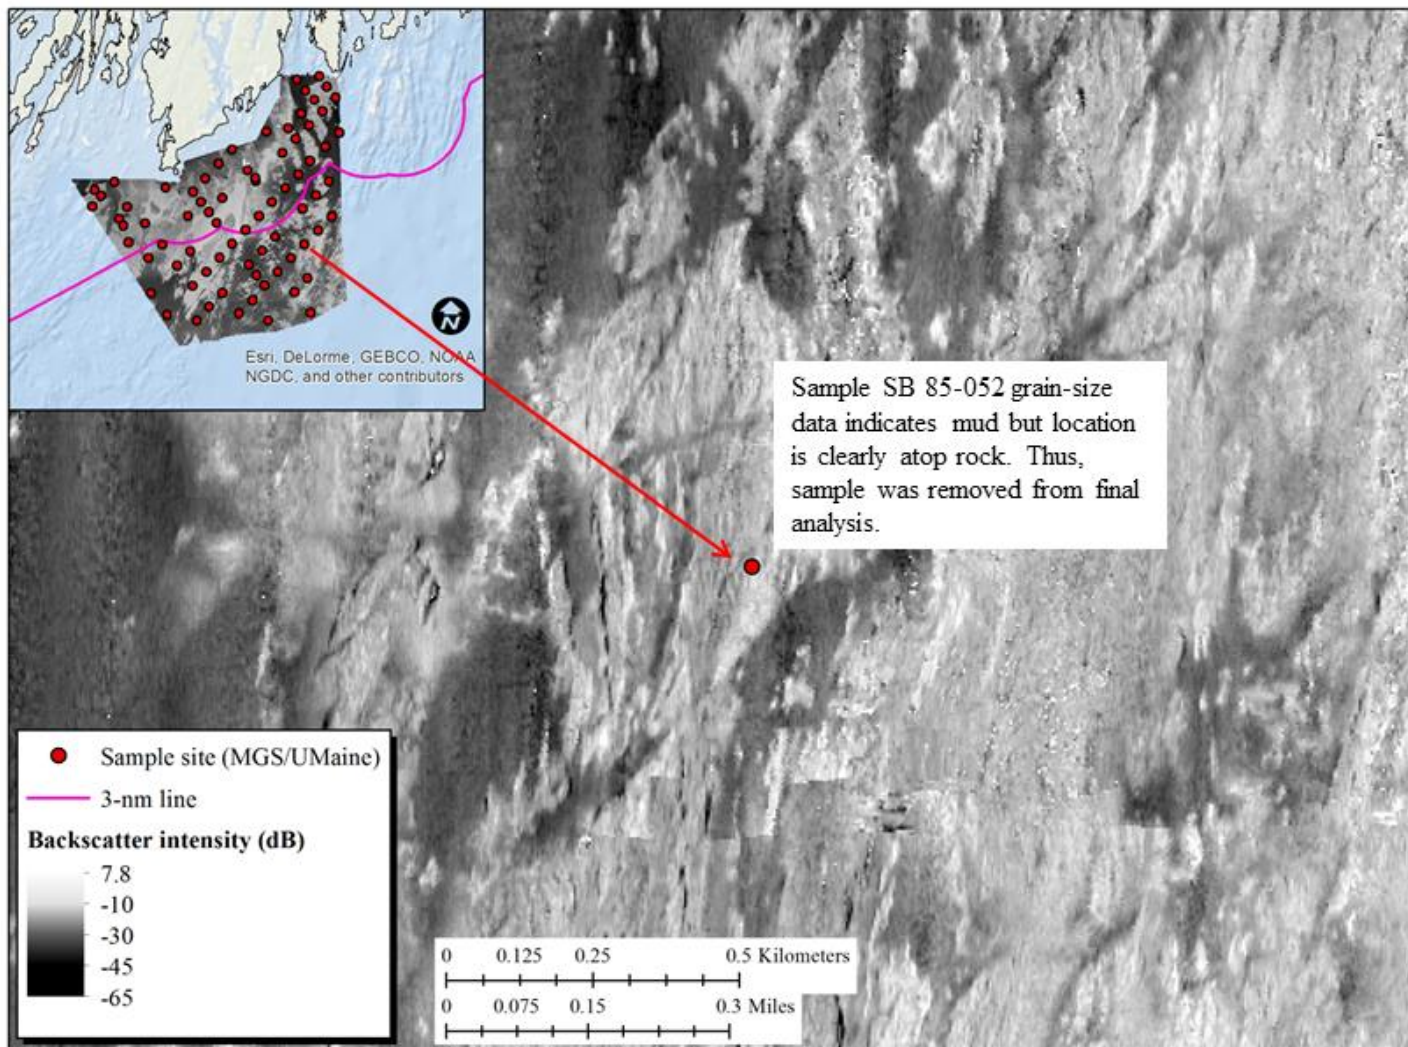 N
Esri, DeLorme, GEBCO, NOAA
NGDC, and other contributors
Sample SB 85-052 grain-size
data indicates mud but location
is clearly atop rock. Thus,
sample was removed from final
analysis.
Sample site (MGS/UMaine)
3-nm line
Backscatter intensity (dB)
7.8
-10
-30
-45
-65
0 0.125 0.25 0.5 Kilometers
0 0.075 0.15 0.3 Miles